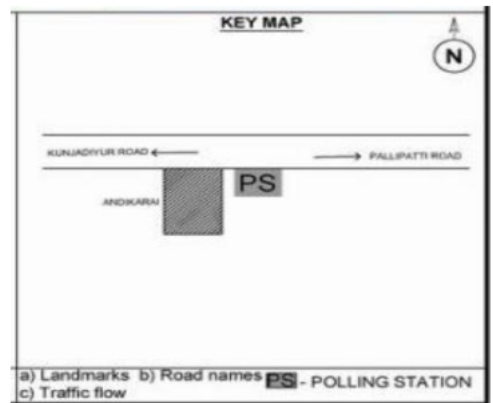 KEY MAP
N
KUNJADIYUR ROAD
PALLIPATTI ROAD
PS
ANDIKARAI
a) Landmarks b) Road names PS - POLLING STATION
c) Traffic flow